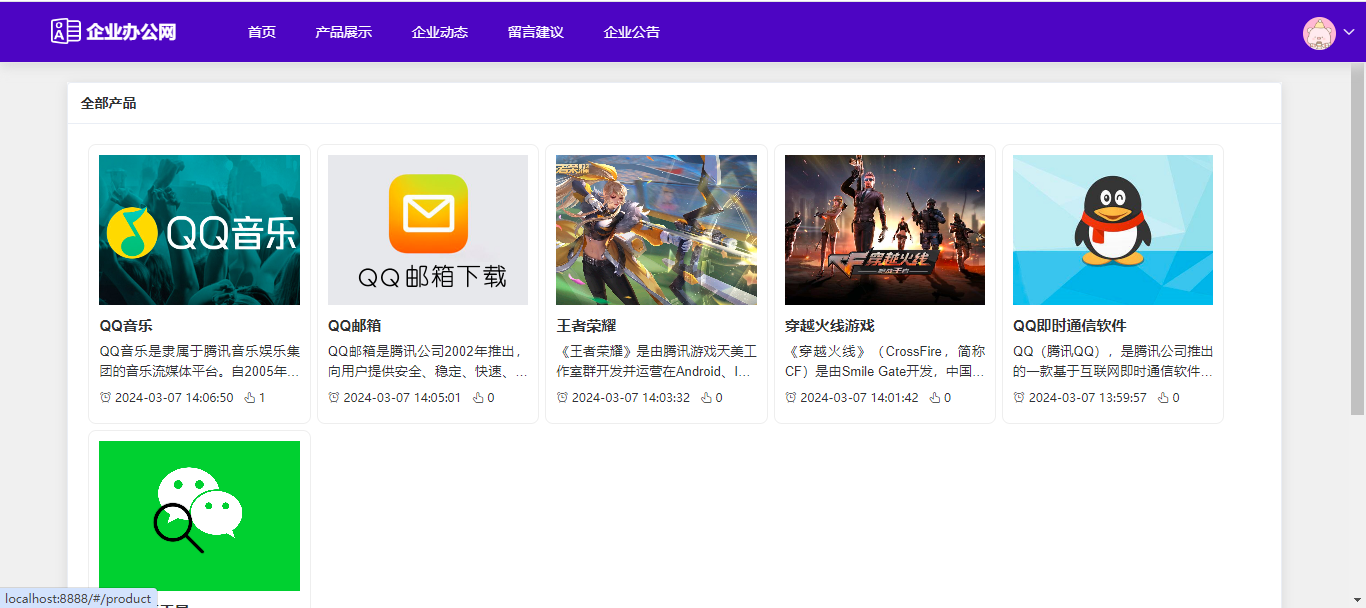 企业办公网 首页 产品展示 企业动态 留言建议 企业公告
全部产品
QQ音乐
QQ音乐
QQ音乐是隶属于腾讯音乐娱乐集
团的音乐流媒体平台。自2005年...
2024-03-07 14:06:50 1
QQ邮箱下载
QQ邮箱
QQ邮箱是腾讯公司2002年推出，
向用户提供安全、稳定、快速、...
2024-03-07 14:05:01 0
王者荣耀
《王者荣耀》是由腾讯游戏天美工
作室群开发并运营在Android、I...
2024-03-07 14:03:32 0
穿越火线
穿越火线游戏
《穿越火线》（CrossFire，简称
CF）是由Smile Gate开发，中国...
2024-03-07 14:01:42 0
QQ即时通信软件
QQ（腾讯QQ），是腾讯公司推出
的一款基于互联网即时通信软件...
2024-03-07 13:59:57 0
localhost:8888/#/product